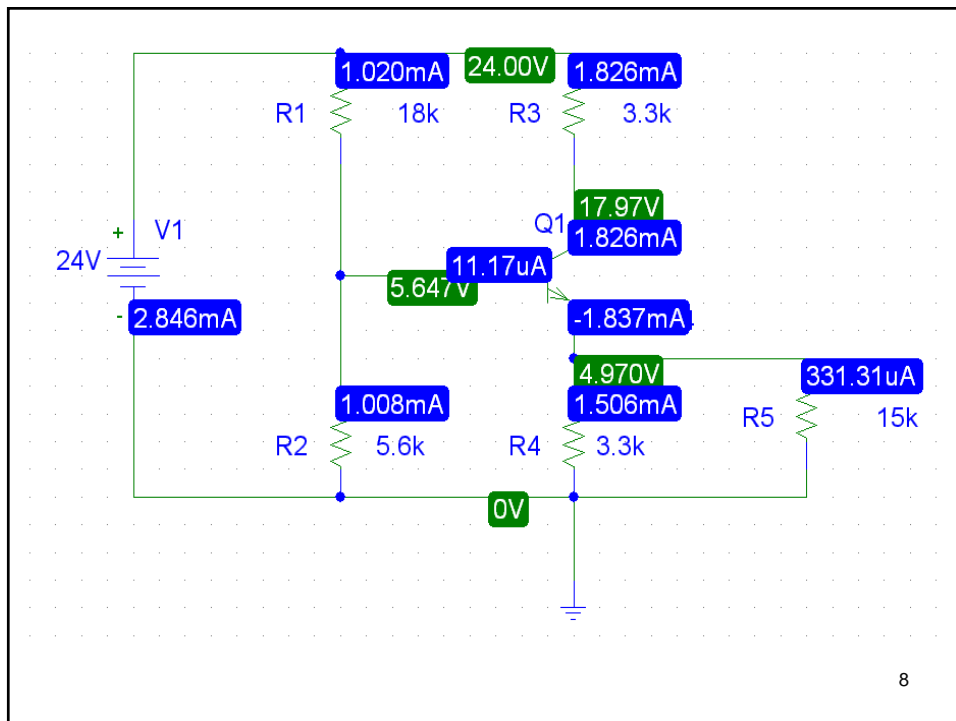 1.020mA
24.00V
1.826mA
R1
18k
R3
3.3k
17.97V
Q1
1.826mA
+
V1
24V
11.17uA
5.647V
-
2.846mA
-1.837mA
4.970V
331.31uA
1.008mA
1.506mA
R5
15k
R2
5.6k
R4
3.3k
0V
8